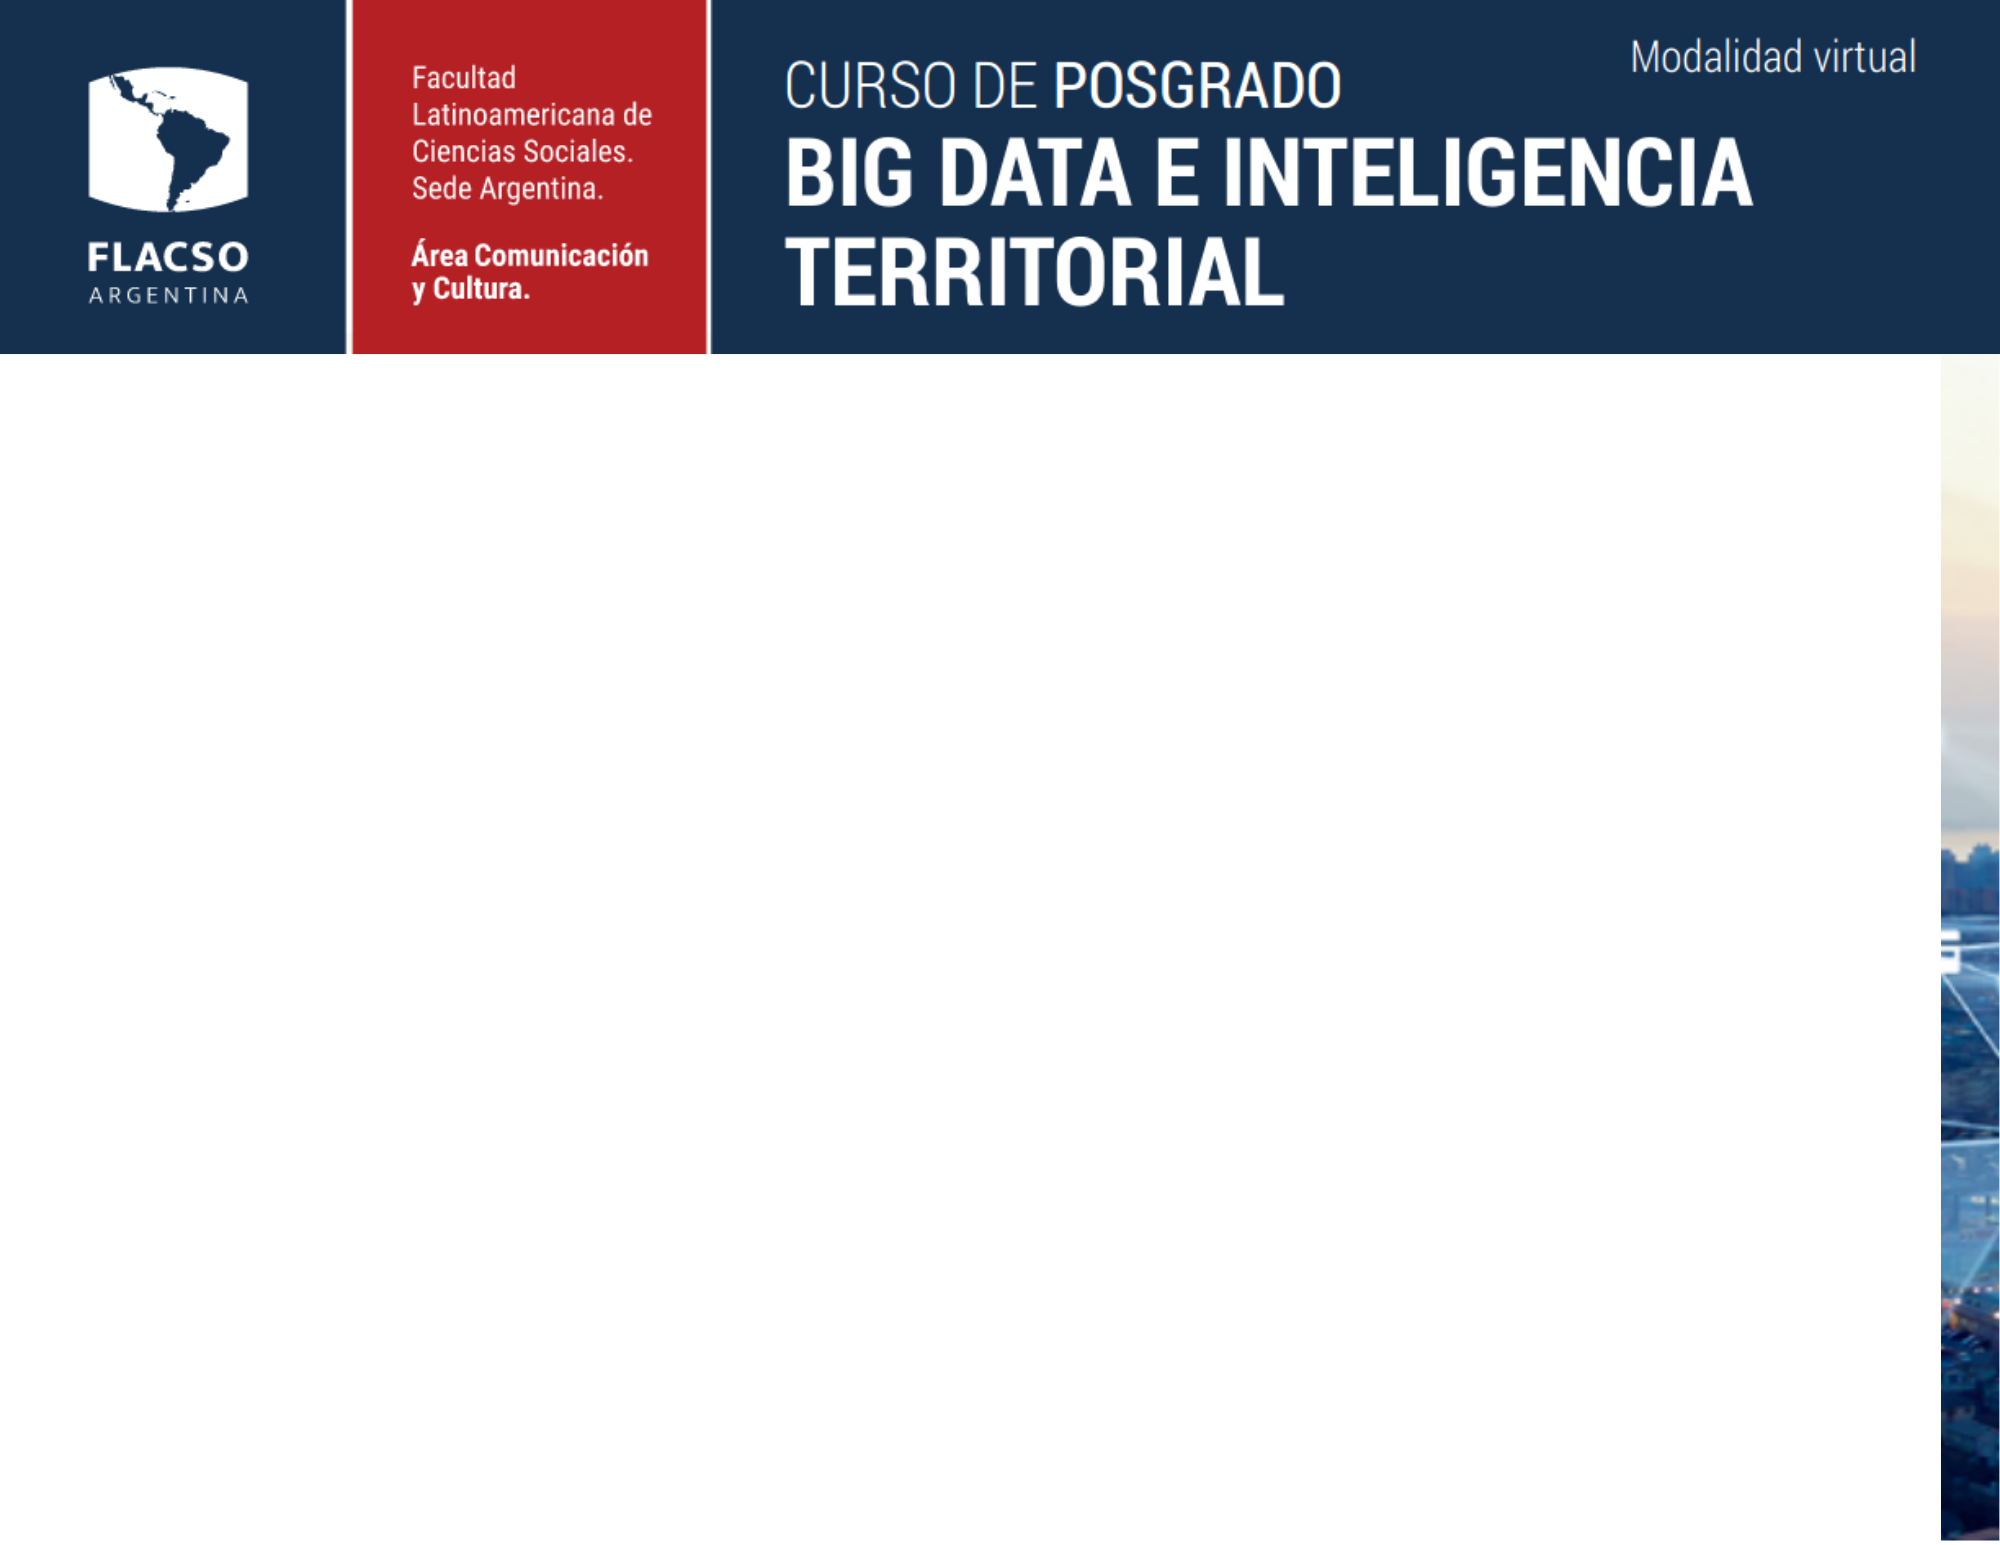 FLACSO
ARGENTINA
Facultad
Latinoamericana de
Ciencias Sociales.
Sede Argentina.
Área Comunicación
y Cultura.
Modalidad virtual
CURSO DE POSGRADO
BIG DATA E INTELIGENCIA
TERRITORIAL